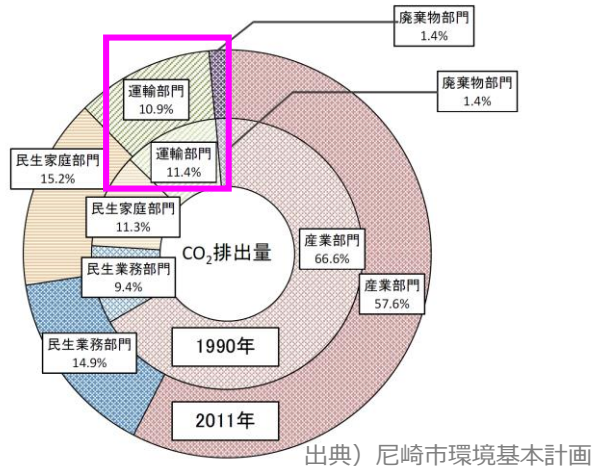 廃棄物部門
1.4%
運輸部門
10.9%
廃棄物部門
1.4%
運輸部門
11.4%
民生家庭部門
15.2%
民生家庭部門
11.3%
CO₂排出量
産業部門
66.6%
民生業務部門
9.4%
産業部門
57.6%
1990年
民生業務部門
14.9%
2011年
出典）尼崎市環境基本計画